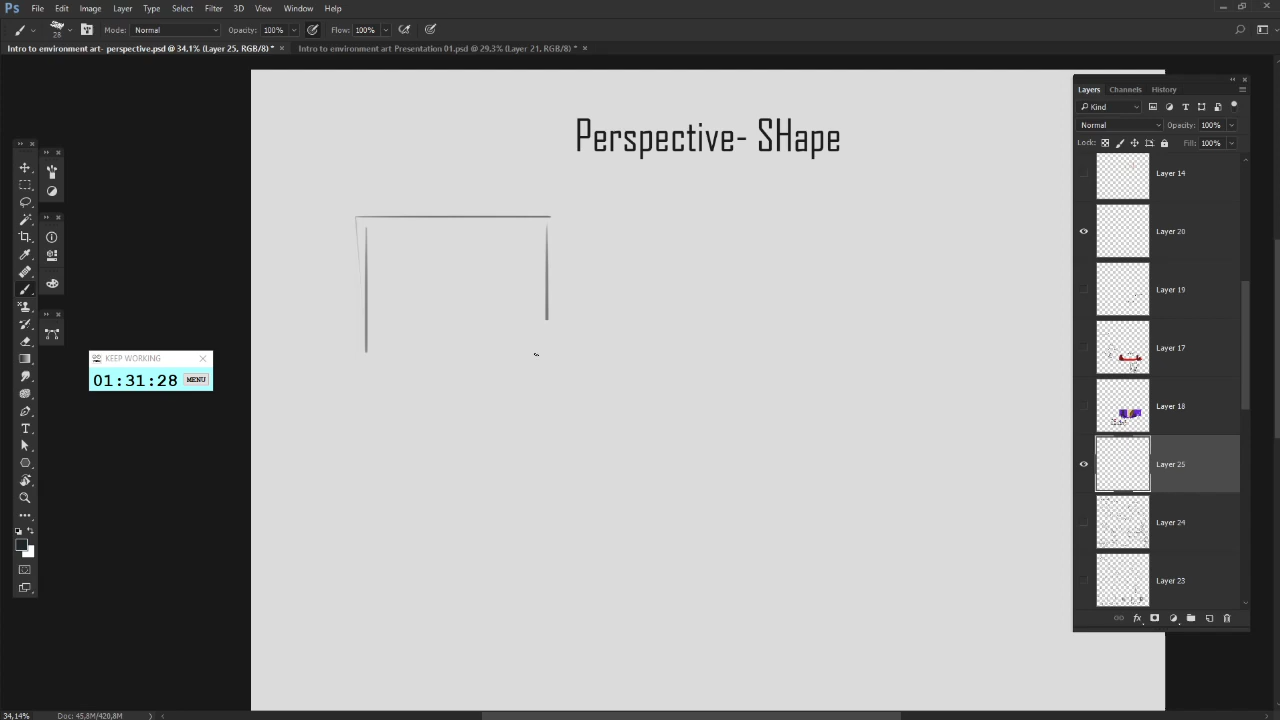 Ps File Edit Image Layer Type Select Filter 3D View Window Help
28 Mode: Normal Opacity: 100% Flow: 100%
Intro to environment art- perspective.psd @ 34,1% (Layer 25, RGB/8) * Intro to environment art Presentation 01.psd @ 29.3% (Layer 21, RGB/8) *
Perspective- SHape
KEEP WORKING
01:31:28 MENU
Layers Channels History
Kind
Normal Opacity: 100%
Lock: Fill: 100%
Layer 14
Layer 20
Layer 19
Layer 17
Layer 18
Layer 25
Layer 24
Layer 23
fx
34,14% Doc: 45,8M/420,8M